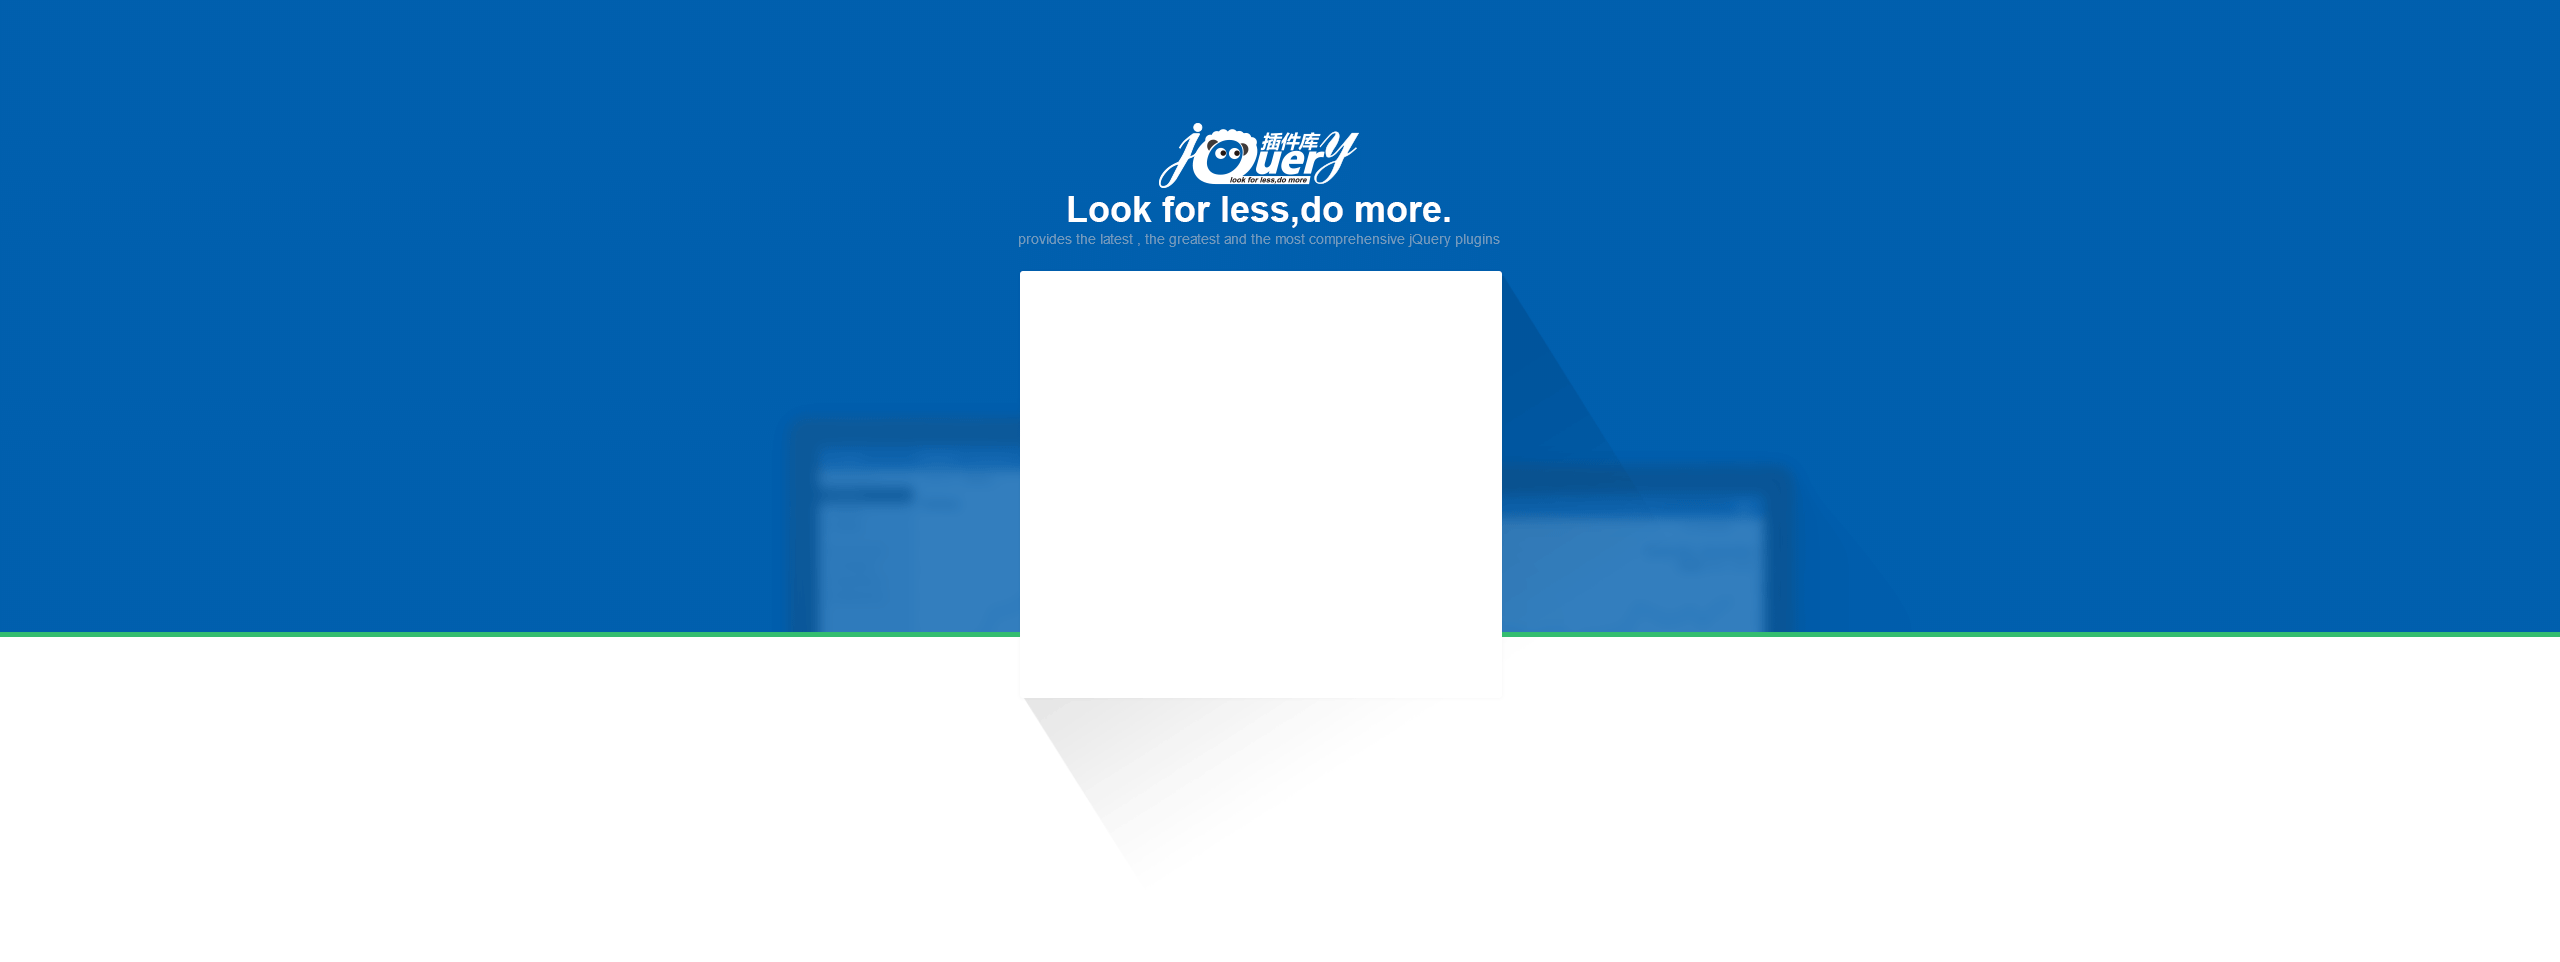 jQuery 插件库
look for less,do more
Look for less,do more.
provides the latest , the greatest and the most comprehensive jQuery plugins